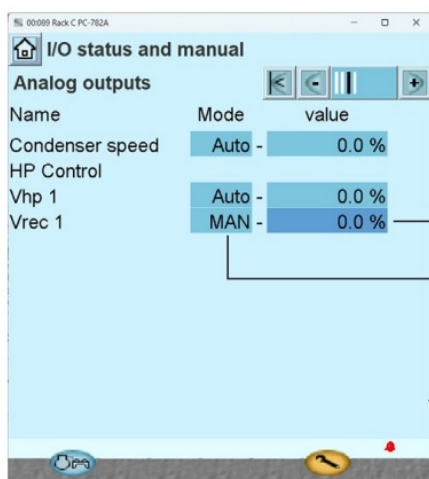 00:089 Rack C PC-782A
I/O status and manual
Analog outputs
Name Mode value
Condenser speed Auto - 0.0 %
HP Control
Vhp 1 Auto - 0.0 %
Vrec 1 MAN - 0.0 %